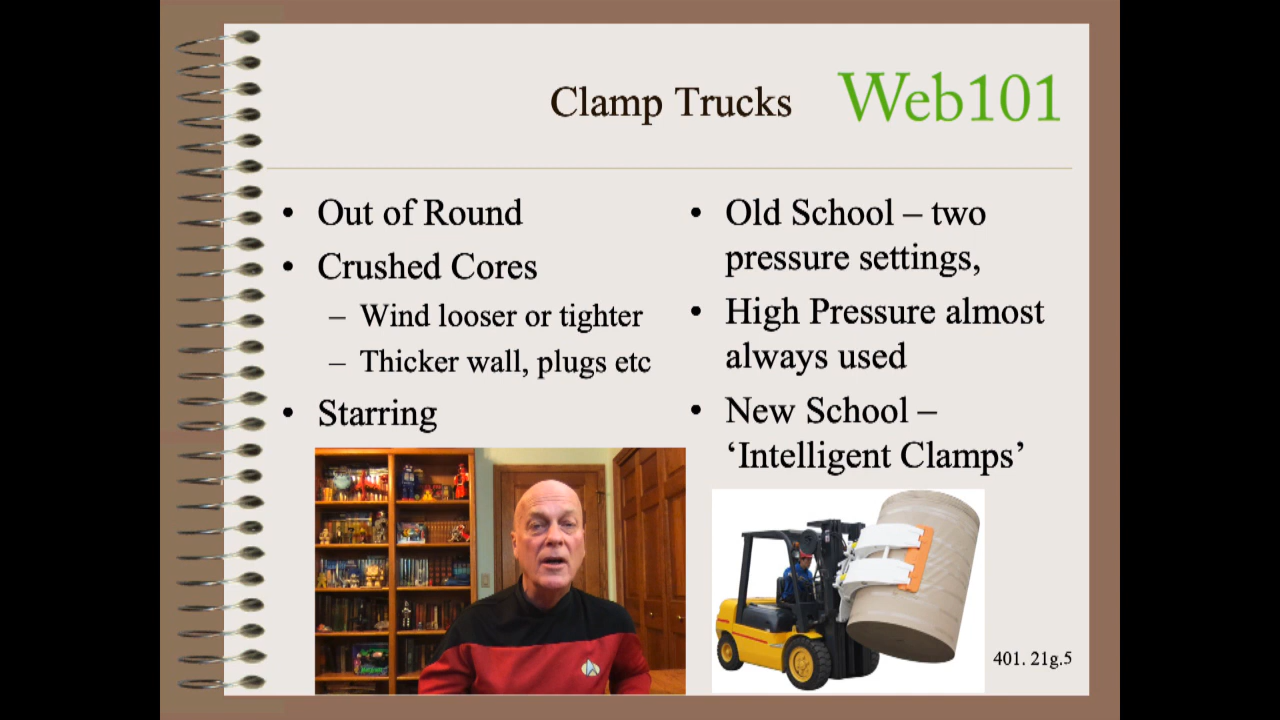 Clamp Trucks
Web101
• Out of Round
• Crushed Cores
– Wind looser or tighter
– Thicker wall, plugs etc
• Starring
• Old School – two
pressure settings,
• High Pressure almost
always used
• New School –
‘Intelligent Clamps’
401. 21g.5